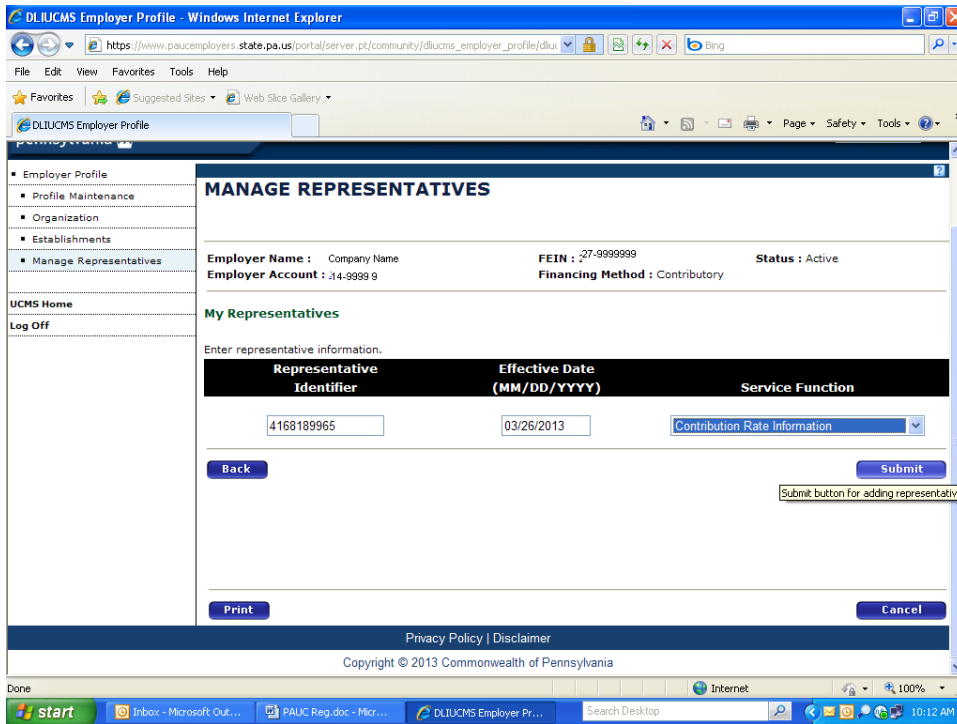 DLIUCMS Employer Profile - Windows Internet Explorer
https://www.paucemployers.state.pa.us/portal/server.pt/community/dliucms_employer_profile/dliuc
Bing
File Edit View Favorites Tools Help
Favorites Suggested Sites Web Slice Gallery
DLIUCMS Employer Profile
Page Safety Tools
pennsylvania
Employer Profile
Profile Maintenance
Organization
Establishments
Manage Representatives
UCMS Home
Log Off
MANAGE REPRESENTATIVES
Employer Name : Company Name FEIN : 27-9999999 Status : Active
Employer Account : 14-9999 9 Financing Method : Contributory
My Representatives
Enter representative information.
Representative Effective Date
Identifier (MM/DD/YYYY) Service Function
4168189965 03/26/2013 Contribution Rate Information
Back Submit
Submit button for adding representativ
Print Cancel
Privacy Policy | Disclaimer
Copyright © 2013 Commonwealth of Pennsylvania
Done Internet 100%
start Inbox - Microsoft Out... PAUC Reg.doc - Micr... DLIUCMS Employer Pr... Search Desktop 10:12 AM